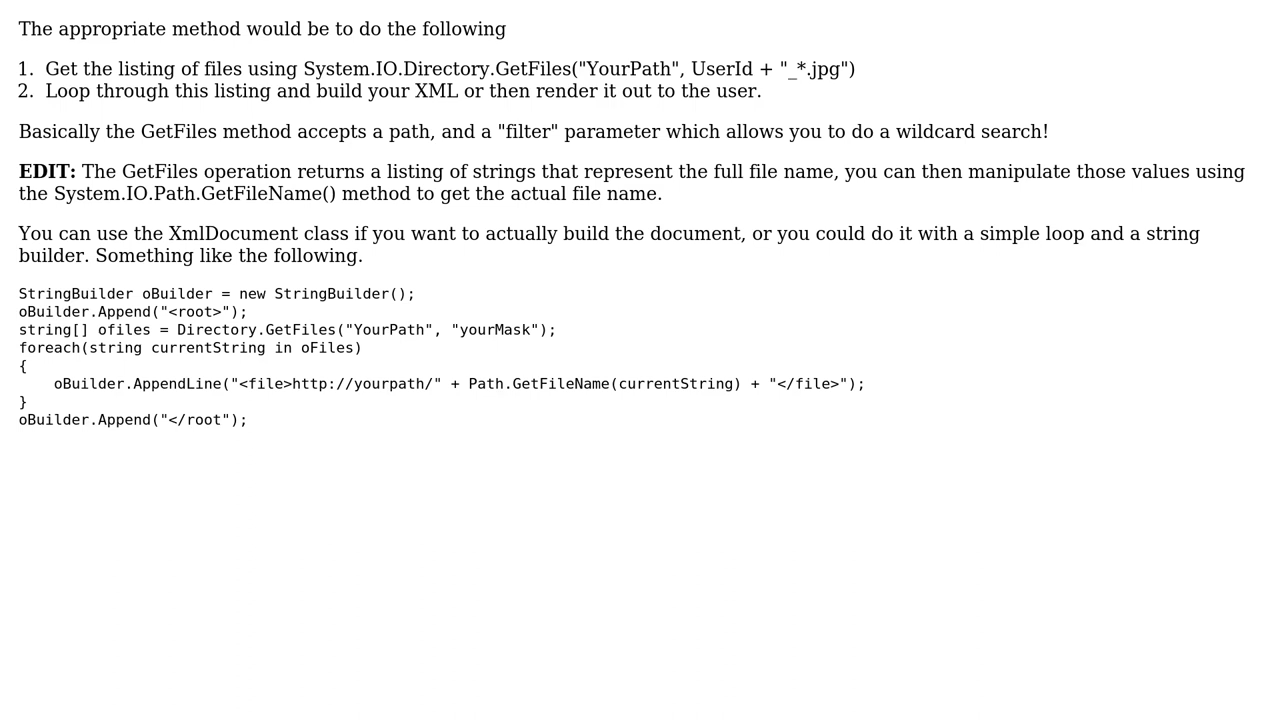 The appropriate method would be to do the following
1. Get the listing of files using System.IO.Directory.GetFiles("YourPath", UserId + "_*.jpg")
2. Loop through this listing and build your XML or then render it out to the user.
Basically the GetFiles method accepts a path, and a "filter" parameter which allows you to do a wildcard search!
EDIT: The GetFiles operation returns a listing of strings that represent the full file name, you can then manipulate those values using
the System.IO.Path.GetFileName() method to get the actual file name.
You can use the XmlDocument class if you want to actually build the document, or you could do it with a simple loop and a string
builder. Something like the following.
StringBuilder oBuilder = new StringBuilder();
oBuilder.Append("<root>");
string[] ofiles = Directory.GetFiles("YourPath", "yourMask");
foreach(string currentString in oFiles)
{
    oBuilder.AppendLine("<file>http://yourpath/" + Path.GetFileName(currentString) + "</file>");
}
oBuilder.Append("</root");